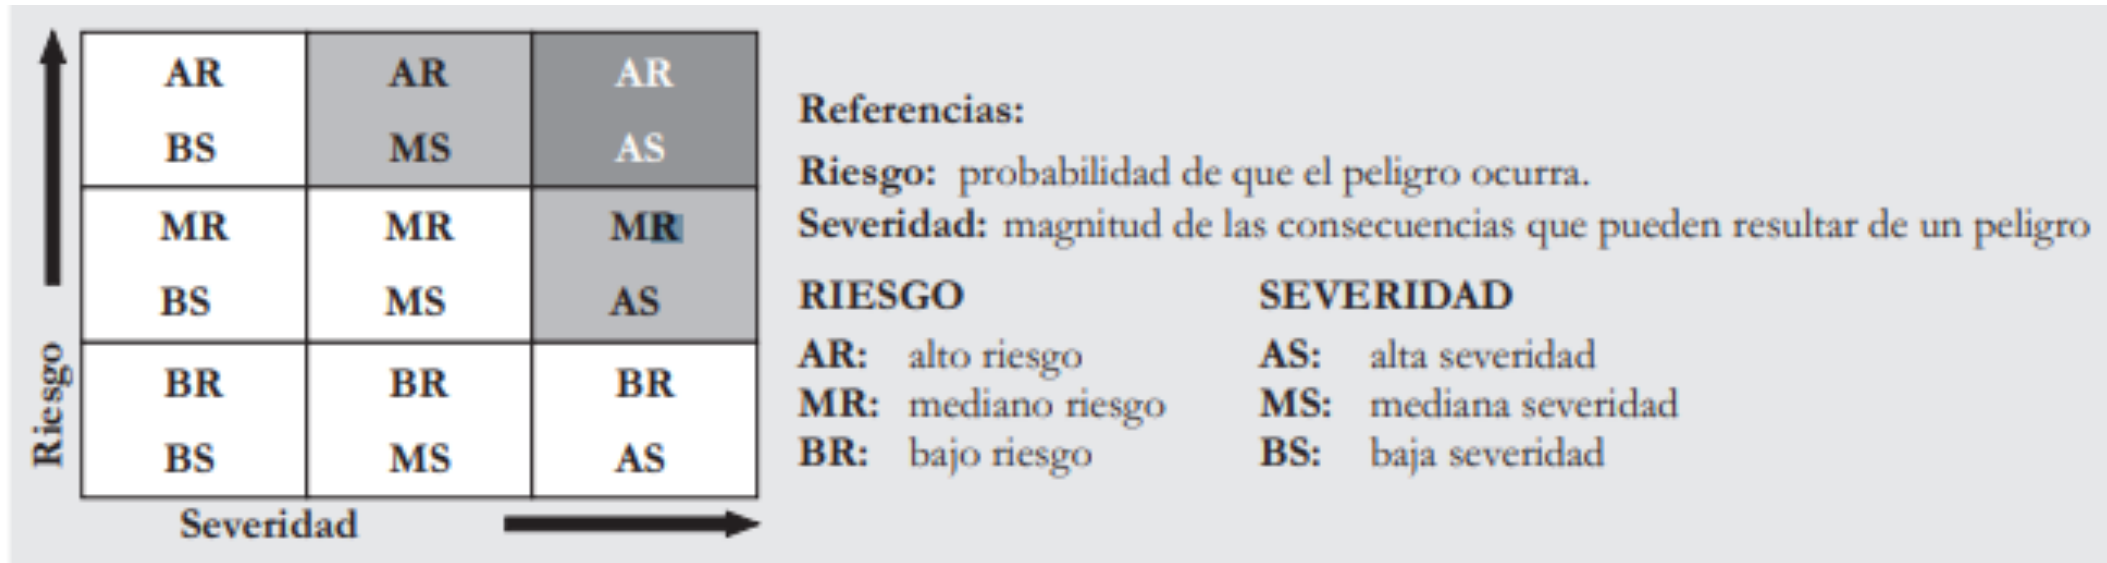 AR AR AR
BS MS AS
MR MR MR
BS MS AS
BR BR BR
BS MS AS
Riesgo
Severidad
Referencias:
Riesgo: probabilidad de que el peligro ocurra.
Severidad: magnitud de las consecuencias que pueden resultar de un peligro
RIESGO SEVERIDAD
AR: alto riesgo AS: alta severidad
MR: mediano riesgo MS: mediana severidad
BR: bajo riesgo BS: baja severidad